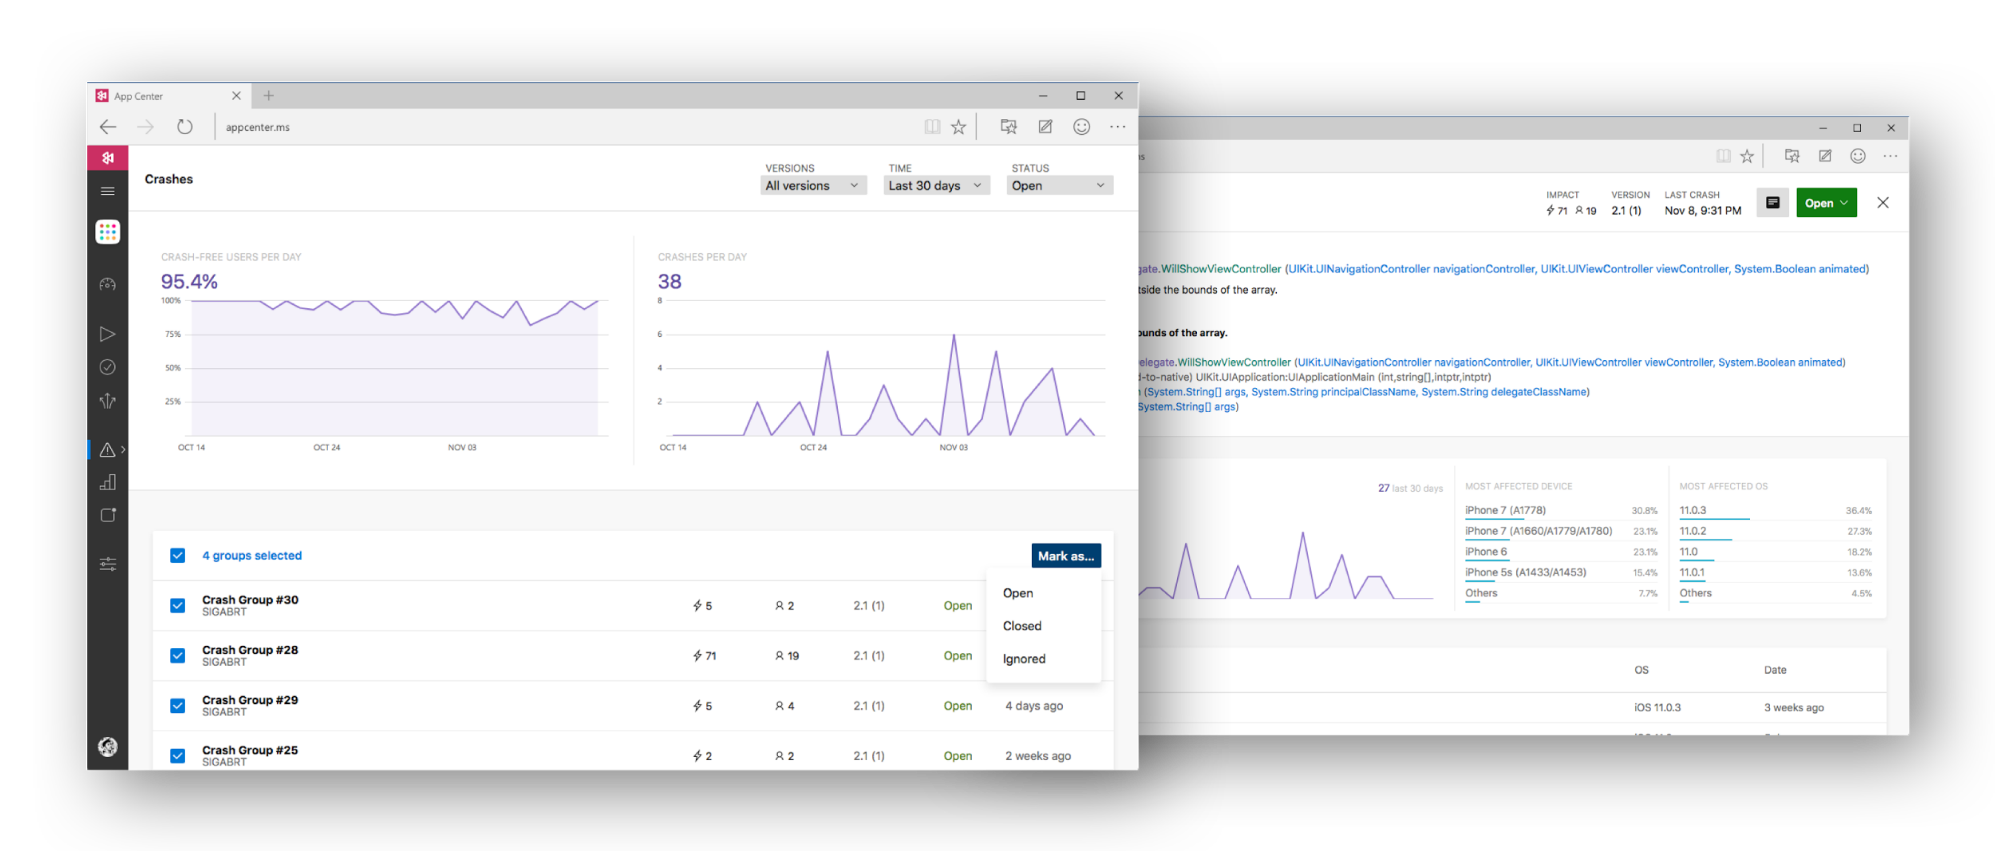 App Center
appcenter.ms
Crashes
VERSIONS
All versions
TIME
Last 30 days
STATUS
Open
CRASH-FREE USERS PER DAY
95.4%
100%
75%
50%
25%
OCT 14
OCT 24
NOV 03
CRASHES PER DAY
38
8
6
4
2
OCT 14
OCT 24
NOV 03
4 groups selected
Mark as...
Open
Closed
Ignored
Crash Group #30
SIGABRT
5
2
2.1 (1)
Open
Crash Group #28
SIGABRT
71
19
2.1 (1)
Open
Crash Group #29
SIGABRT
5
4
2.1 (1)
Open
4 days ago
Crash Group #25
SIGABRT
2
2
2.1 (1)
Open
2 weeks ago
IMPACT
71 19
VERSION
2.1 (1)
LAST CRASH
Nov 8, 9:31 PM
Open
.WillShowViewController (UIKit.UINavigationController navigationController, UIKit.UIViewController viewController, System.Boolean animated)
the bounds of the array.
of the array.
.WillShowViewController (UIKit.UINavigationController navigationController, UIKit.UIViewController viewController, System.Boolean animated)
-to-native) UIKit.UIApplication:UIApplicationMain (int,string[],intptr,intptr)
(System.String[] args, System.String principalClassName, System.String delegateClassName)
System.String[] args)
27 last 30 days
MOST AFFECTED DEVICE
iPhone 7 (A1778) 30.8%
iPhone 7 (A1660/A1779/A1780) 23.1%
iPhone 6 23.1%
iPhone 5s (A1433/A1453) 15.4%
Others 7.7%
MOST AFFECTED OS
11.0.3 36.4%
11.0.2 27.3%
11.0 18.2%
11.0.1 13.6%
Others 4.5%
OS Date
iOS 11.0.3 3 weeks ago